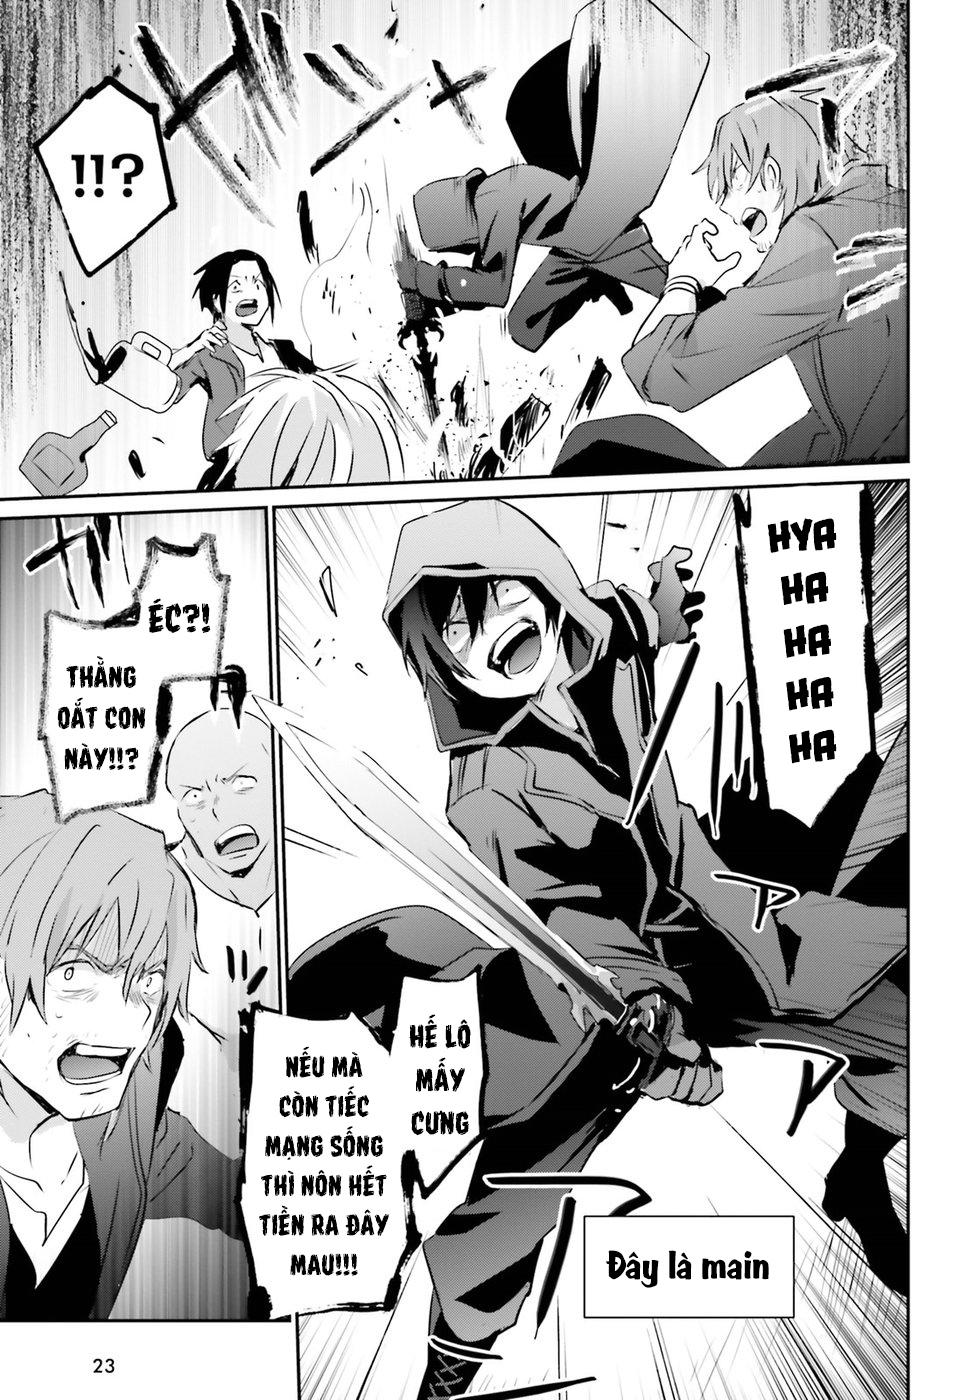 !!?
HYA
HA
HA
HA
HA
HẾ LÔ
MẤY
CƯNG
NẾU MÀ
CÒN TIẾC
MẠNG SỐNG
THÌ NÔN HẾT
TIỀN RA ĐÂY
MAU!!!
Đây là main
ÉC?!
THẰNG
OẮT CON
NÀY!!?
23